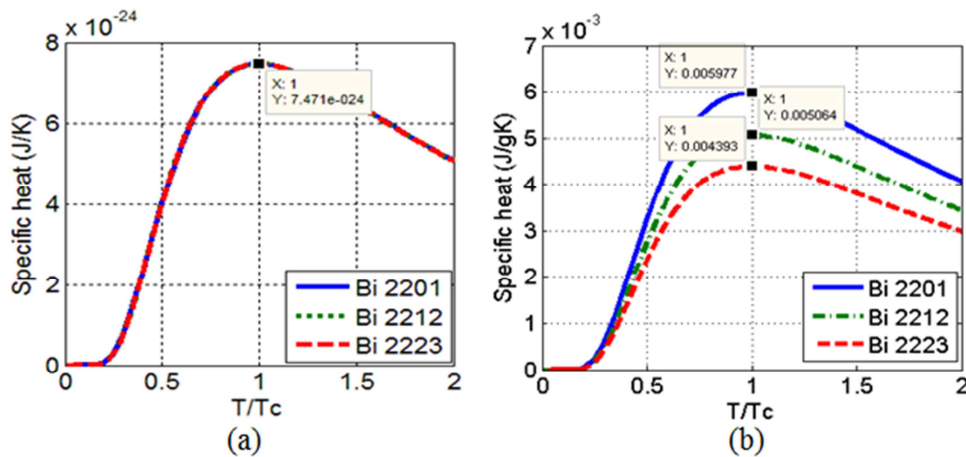 × 10⁻²⁴
8
6
4
2
0
0
0.5
1
1.5
2
Specific heat (J/K)
T/Tc
X: 1
Y: 7.471e-024
Bi 2201
Bi 2212
Bi 2223
(a)
× 10⁻³
7
6
5
4
3
2
1
0
0
0.5
1
1.5
2
Specific heat (J/gK)
T/Tc
X: 1
Y: 0.005977
X: 1
Y: 0.005064
X: 1
Y: 0.004393
Bi 2201
Bi 2212
Bi 2223
(b)